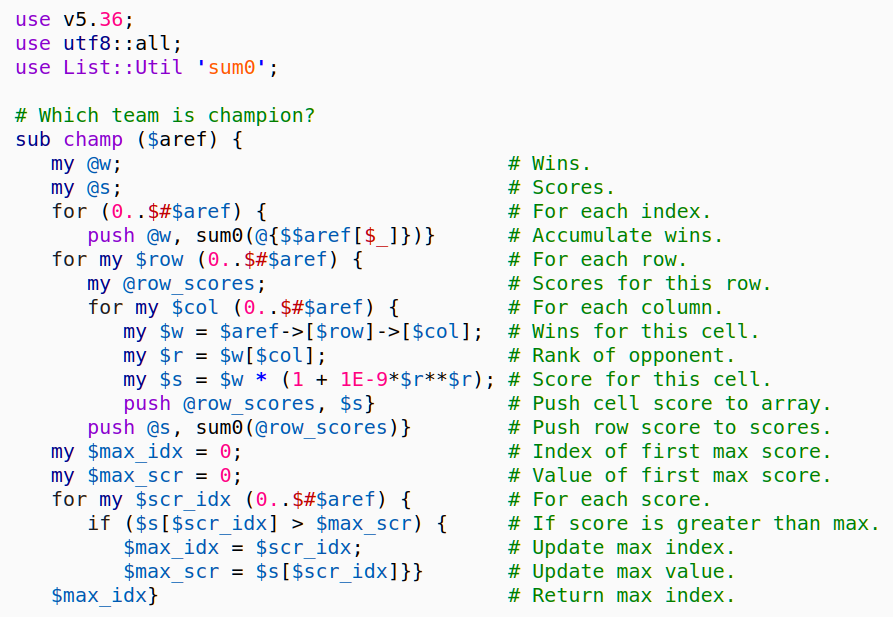 use v5.36;
use utf8::all;
use List::Util 'sum0';

# Which team is champion?
sub champ ($aref) {
   my @w;                                # Wins.
   my @s;                                # Scores.
   for (0..$#$aref) {                    # For each index.
      push @w, sum0(@{$$aref[$_]})}      # Accumulate wins.
   for my $row (0..$#$aref) {            # For each row.
      my @row_scores;                    # Scores for this row.
      for my $col (0..$#$aref) {         # For each column.
         my $w = $aref->[$row]->[$col];  # Wins for this cell.
         my $r = $w[$col];               # Rank of opponent.
         my $s = $w * (1 + 1E-9*$r**$r); # Score for this cell.
         push @row_scores, $s}           # Push cell score to array.
      push @s, sum0(@row_scores)}        # Push row score to scores.
   my $max_idx = 0;                      # Index of first max score.
   my $max_scr = 0;                      # Value of first max score.
   for my $scr_idx (0..$#$aref) {        # For each score.
      if ($s[$scr_idx] > $max_scr) {     # If score is greater than max.
         $max_idx = $scr_idx;            # Update max index.
         $max_scr = $s[$scr_idx]}}       # Update max value.
   $max_idx}                             # Return max index.